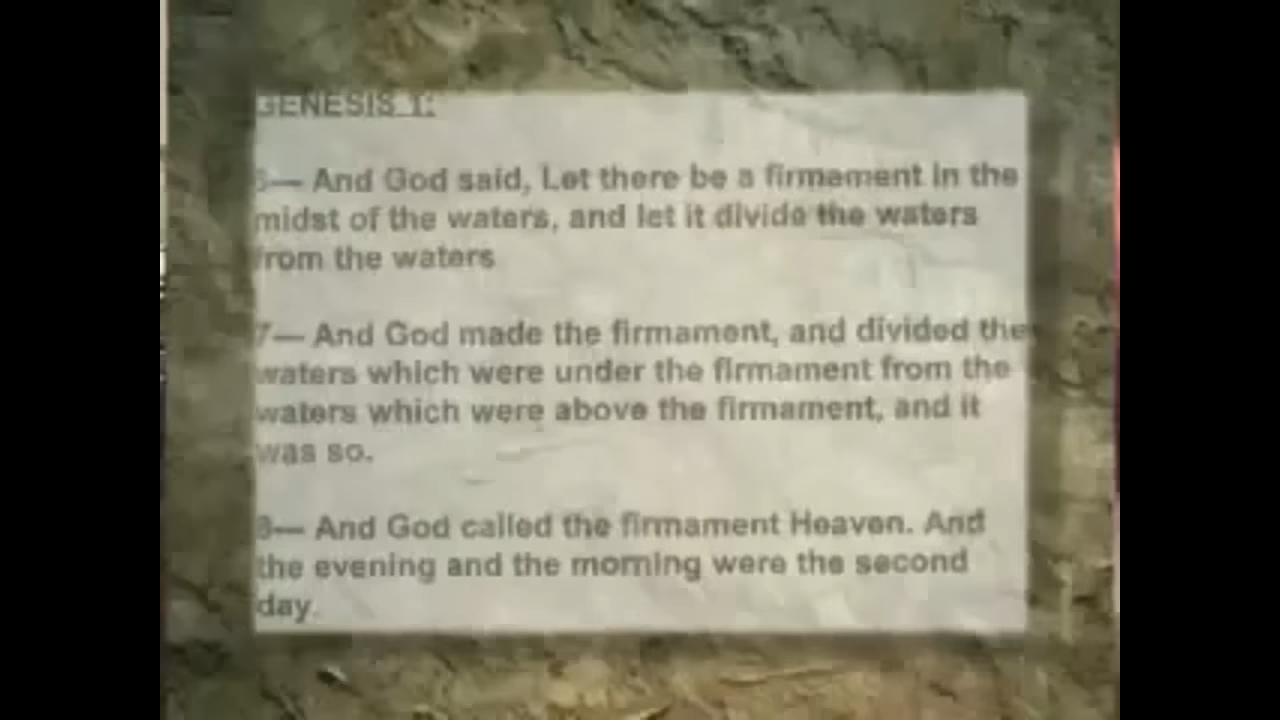 GENESIS 1:
6— And God said, Let there be a firmament in the
midst of the waters, and let it divide the waters
from the waters
7— And God made the firmament, and divided the
waters which were under the firmament from the
waters which were above the firmament, and it
was so.
8— And God called the firmament Heaven. And
the evening and the morning were the second
day.